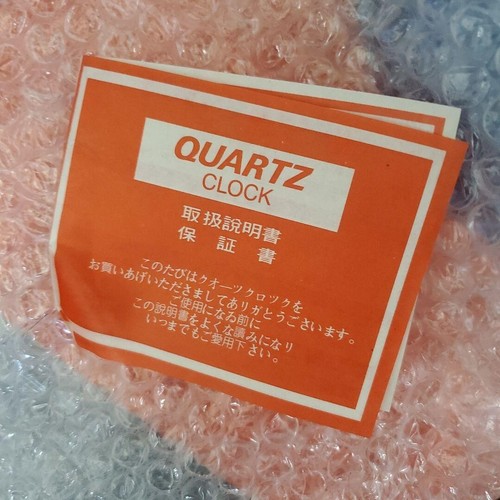 QUARTZ
CLOCK
取扱説明書
保証書
このたびはクオーツクロツクを
お買いあげいただきましてありがとうございます。
ご使用になる前に
この説明書をよくな読みになり
いつまでもご愛用下さい。